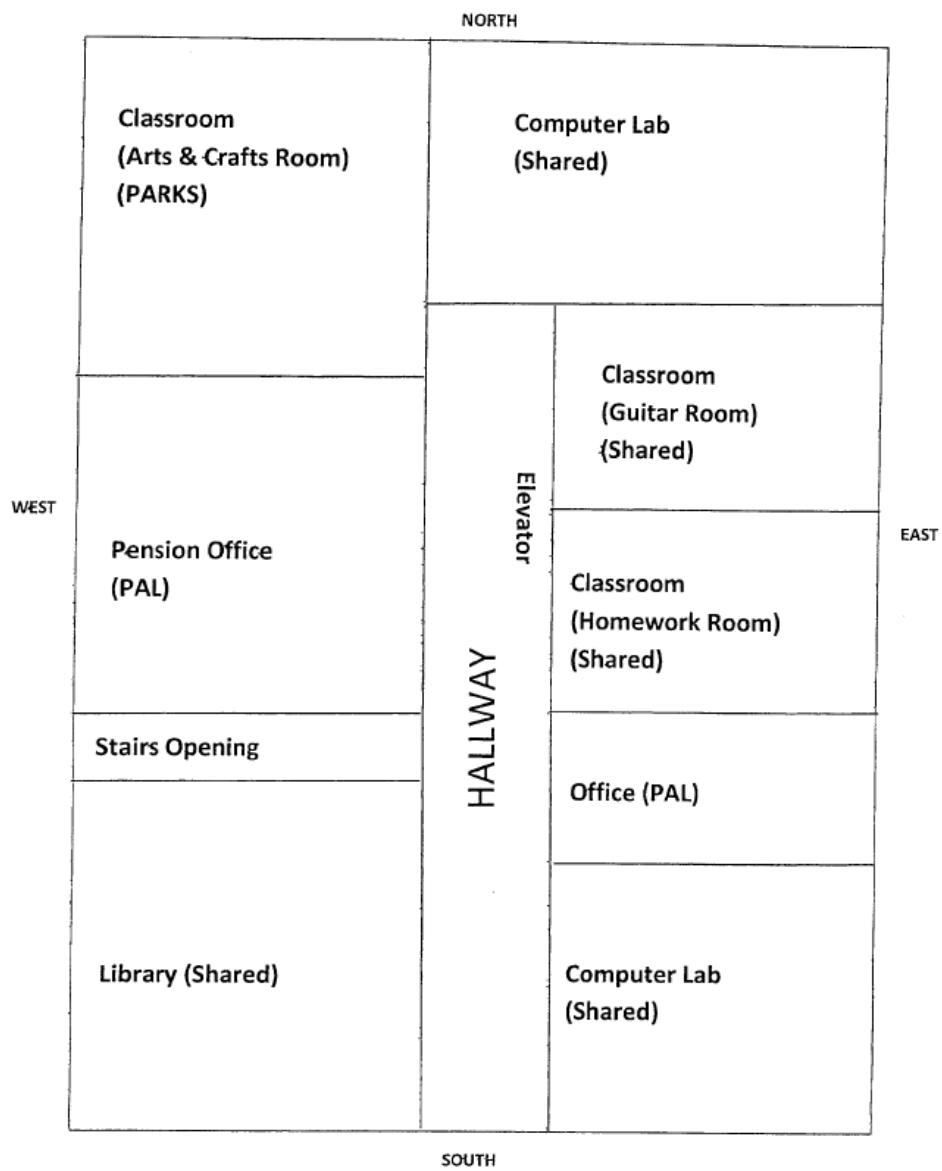 NORTH
Classroom
(Arts & Crafts Room)
(PARKS)
Computer Lab
(Shared)
Classroom
(Guitar Room)
(Shared)
Elevator
WEST
EAST
Pension Office
(PAL)
Classroom
(Homework Room)
(Shared)
HALLWAY
Stairs Opening
Office (PAL)
Library (Shared)
Computer Lab
(Shared)
SOUTH